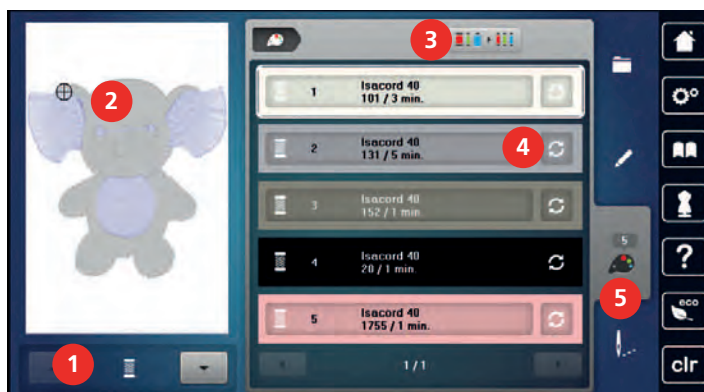 3
1
Isacord 40
101 / 3 min.
2
2
Isacord 40
131 / 5 min.
4
3
Isacord 40
152 / 1 min.
5
4
Isacord 40
20 / 1 min.
?
5
5
Isacord 40
1755 / 1 min.
eco
1
1/1
clr